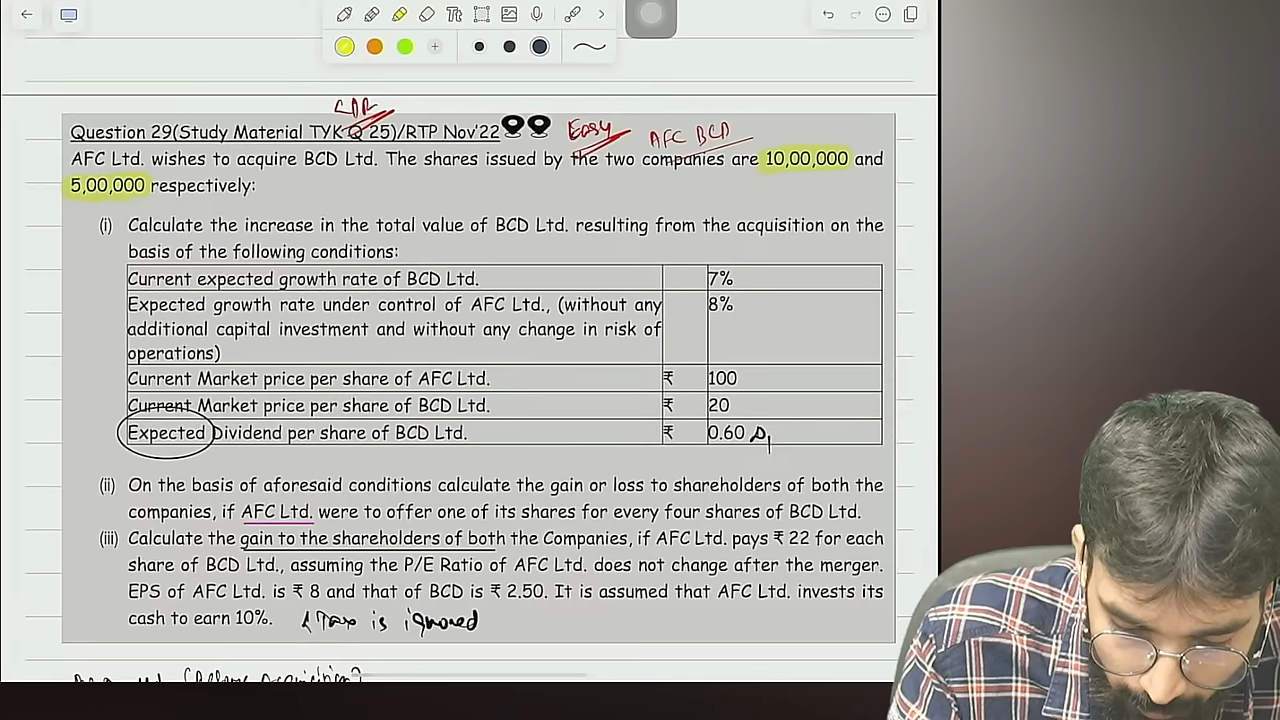 LDR
Question 29(Study Material TYK Q 25)/RTP Nov'22
Easy AFC BCD
AFC Ltd. wishes to acquire BCD Ltd. The shares issued by the two companies are 10,00,000 and
5,00,000 respectively:
(i) Calculate the increase in the total value of BCD Ltd. resulting from the acquisition on the
basis of the following conditions:
Current expected growth rate of BCD Ltd. 7%
Expected growth rate under control of AFC Ltd., (without any 8%
additional capital investment and without any change in risk of
operations)
Current Market price per share of AFC Ltd. ₹ 100
Current Market price per share of BCD Ltd. ₹ 20
Expected Dividend per share of BCD Ltd. ₹ 0.60 D1
(ii) On the basis of aforesaid conditions calculate the gain or loss to shareholders of both the
companies, if AFC Ltd. were to offer one of its shares for every four shares of BCD Ltd.
(iii) Calculate the gain to the shareholders of both the Companies, if AFC Ltd. pays ₹ 22 for each
share of BCD Ltd., assuming the P/E Ratio of AFC Ltd. does not change after the merger.
EPS of AFC Ltd. is ₹ 8 and that of BCD is ₹ 2.50. It is assumed that AFC Ltd. invests its
cash to earn 10%. Tax is ignored